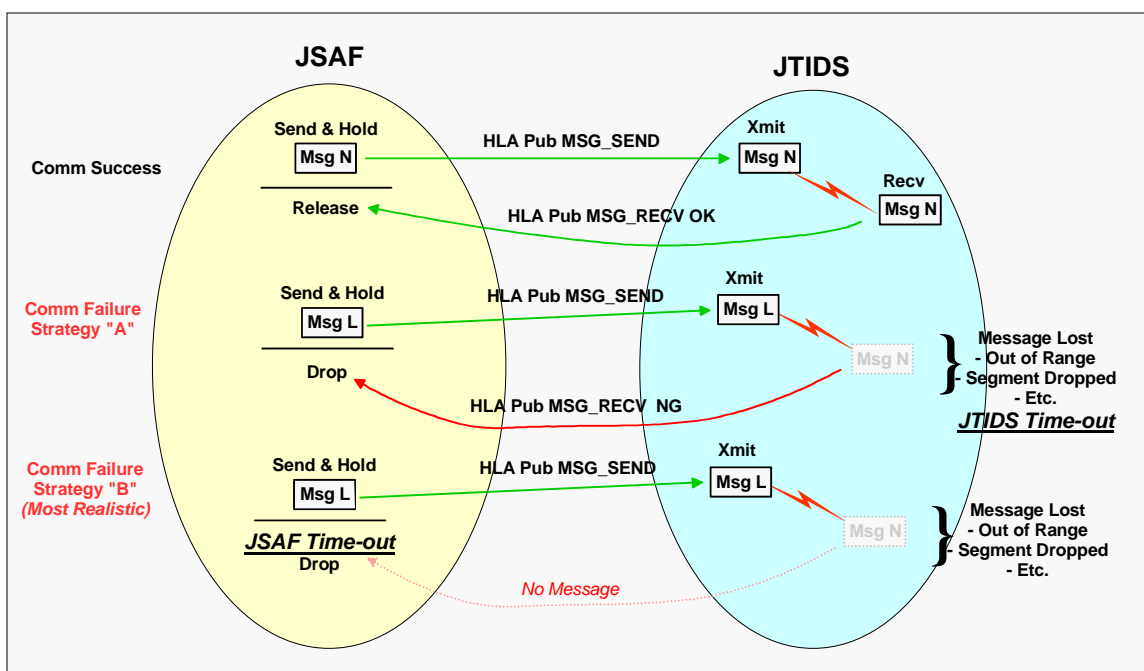 JSAF
JTIDS
Comm Success
Send & Hold
Msg N
Release
HLA Pub MSG_SEND
HLA Pub MSG_RECV OK
Xmit
Msg N
Recv
Msg N
Comm Failure
Strategy "A"
Send & Hold
Msg L
Drop
HLA Pub MSG_SEND
HLA Pub MSG_RECV NG
Xmit
Msg L
Msg N
Message Lost
- Out of Range
- Segment Dropped
- Etc.
JTIDS Time-out
Comm Failure
Strategy "B"
(Most Realistic)
Send & Hold
Msg L
JSAF Time-out
Drop
HLA Pub MSG_SEND
No Message
Xmit
Msg L
Msg N
Message Lost
- Out of Range
- Segment Dropped
- Etc.